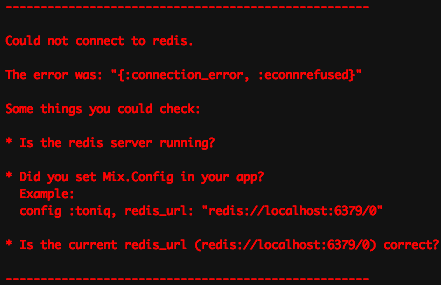 ----------------------------------------------------
Could not connect to redis.
The error was: "{:connection_error, :econnrefused}"
Some things you could check:
* Is the redis server running?
* Did you set Mix.Config in your app?
Example:
config :toniq, redis_url: "redis://localhost:6379/0"
* Is the current redis_url (redis://localhost:6379/0) correct?
----------------------------------------------------